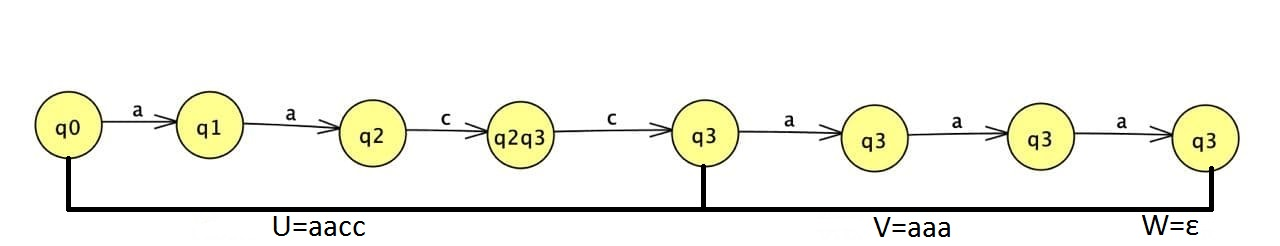 a a c c a a a
q0 q1 q2 q2q3 q3 q3 q3 q3
U=aacc V=aaa W=ε